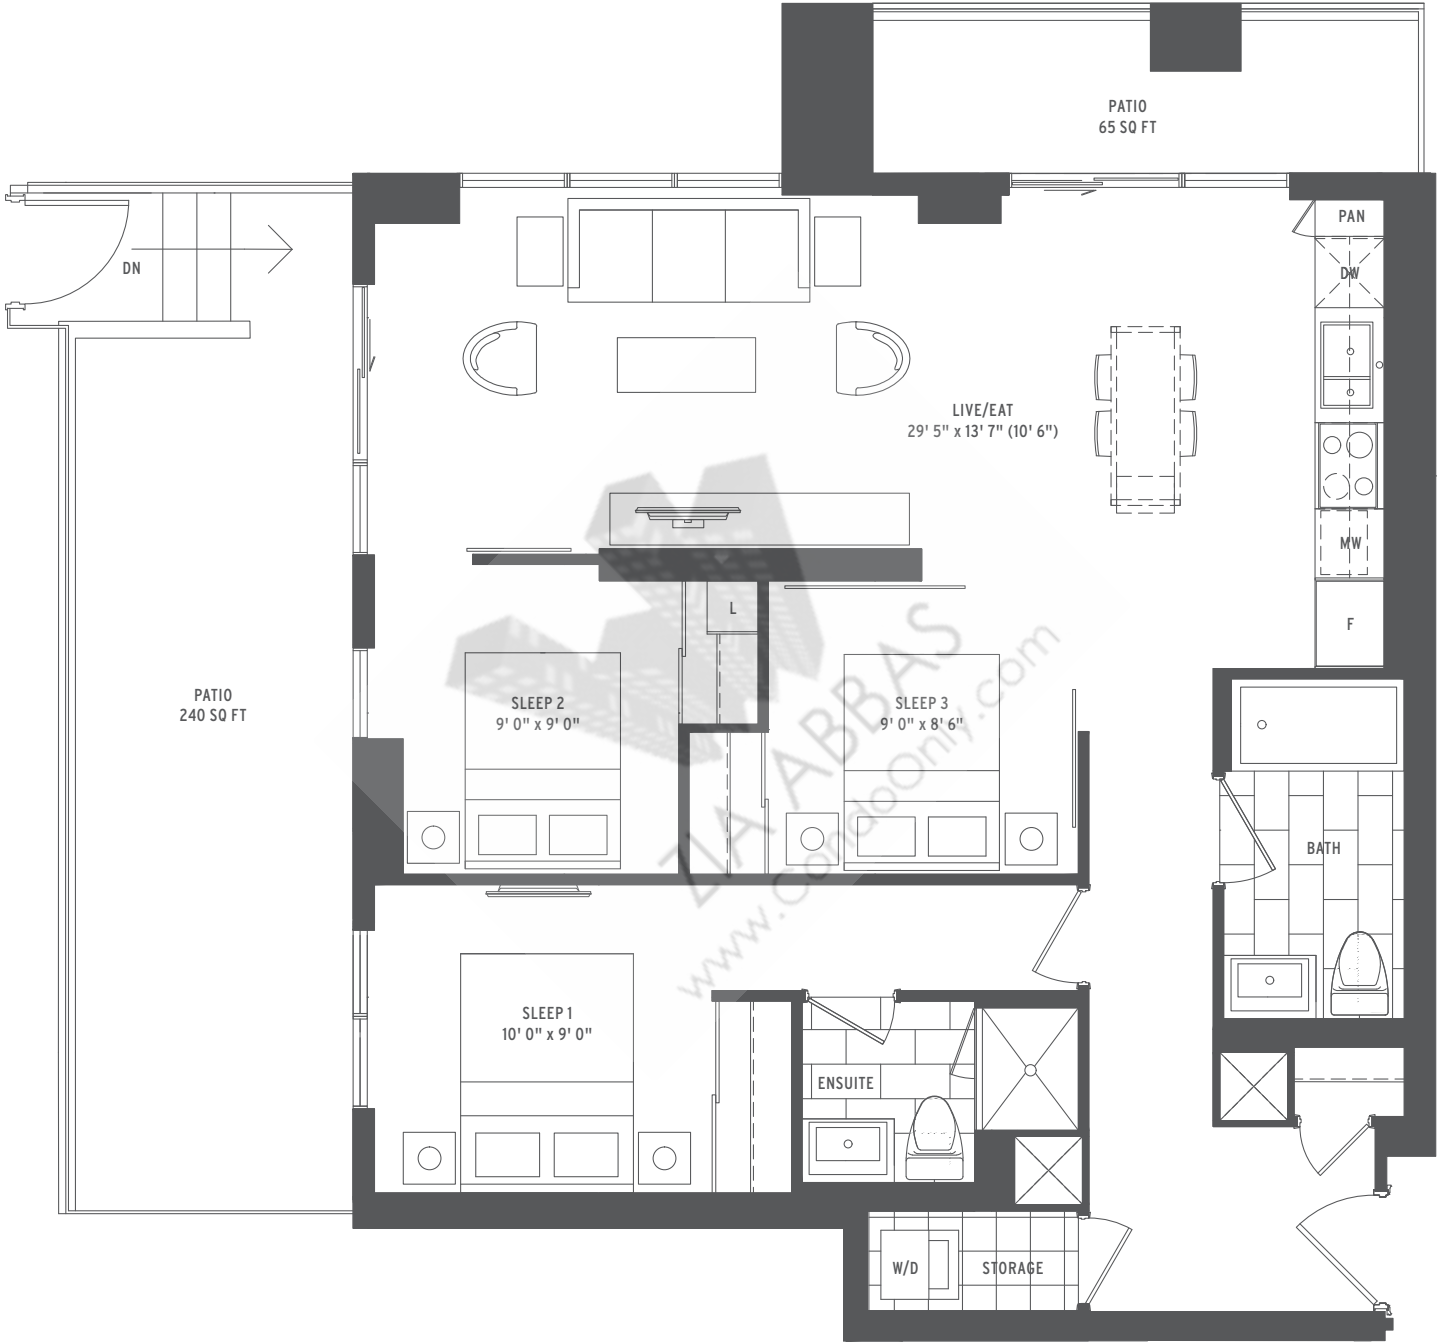 PATIO
65 SQ FT
PAN
DN
DW
LIVE/EAT
29' 5" x 13' 7" (10' 6")
MW
L
F
PATIO
240 SQ FT
SLEEP 2
9' 0" x 9' 0"
SLEEP 3
9' 0" x 8' 6"
ZIA ABBAS
www.CondoOnly.com
BATH
SLEEP 1
10' 0" x 9' 0"
ENSUITE
W/D
STORAGE